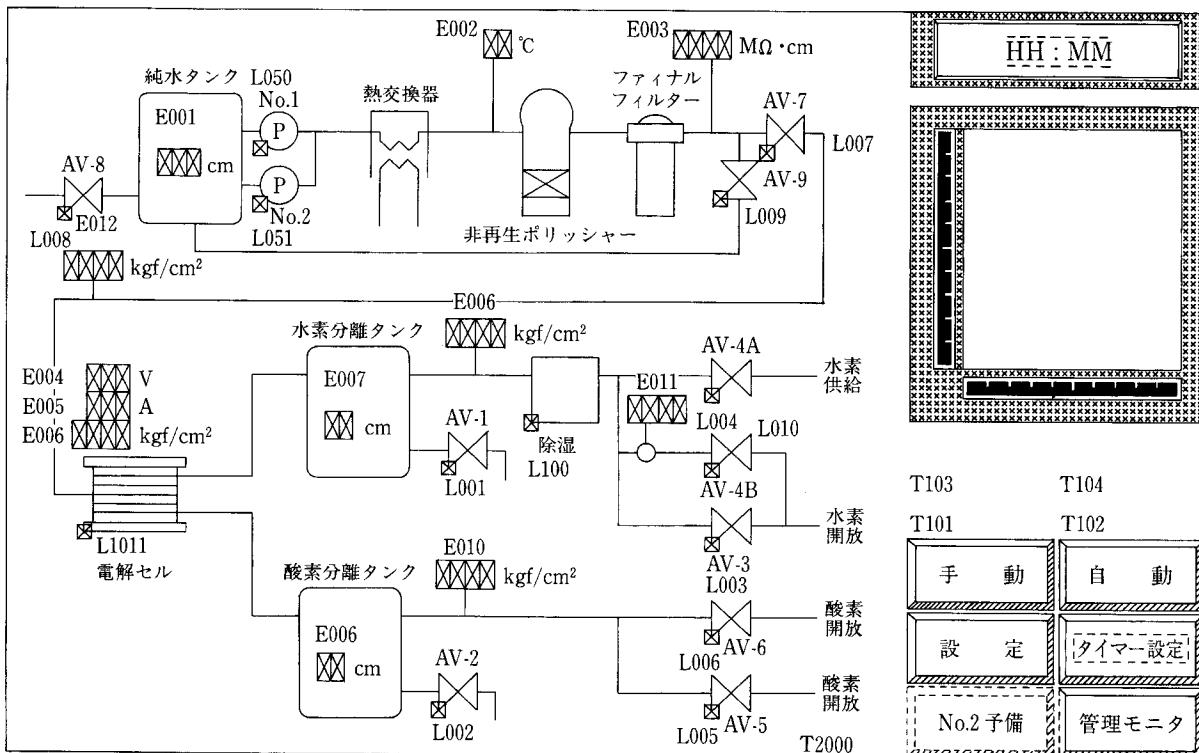 E002
℃
E003
MΩ・cm
HH:MM
純水タンク
L050
No.1
熱交換器
ファイナル
フィルター
AV-7
E001
P
cm
L007
AV-8
P
AV-9
E012
No.2
L009
L008
L051
非再生ポリッシャー
kgf/cm²
E006
水素分離タンク
kgf/cm²
AV-4A
水素
供給
E004
V
E007
E011
E005
A
cm
AV-1
L004
L010
E006
kgf/cm²
除湿
L100
AV-4B
L001
水素
開放
T103
T104
T101
T102
L1011
電解セル
AV-3
L003
E010
酸素分離タンク
kgf/cm²
手動
自動
酸素
開放
E006
AV-6
cm
L006
AV-2
設定
タイマー設定
酸素
開放
L002
L005
AV-5
T2000
No.2予備
管理モニタ